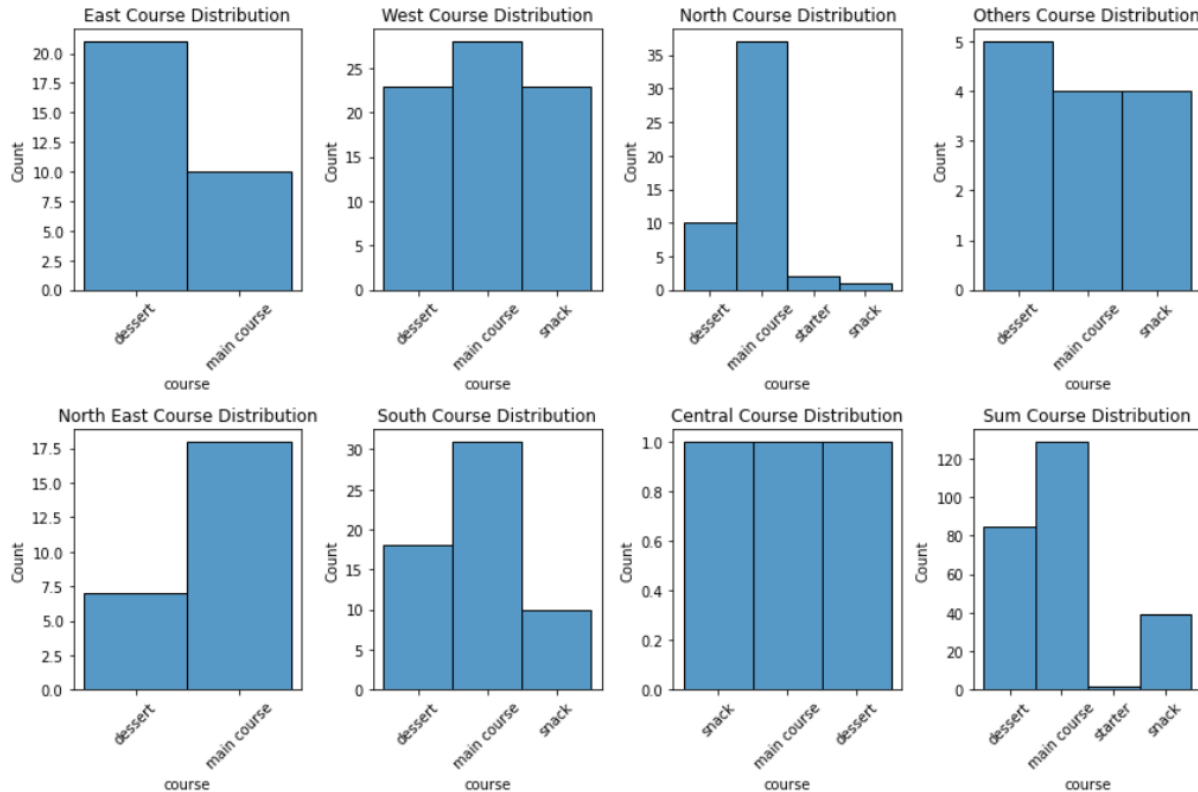 East Course Distribution
20.0
17.5
15.0
12.5
10.0
7.5
5.0
2.5
0.0
Count
dessert
main course
course
West Course Distribution
25
20
15
10
5
0
Count
dessert
main course
snack
course
North Course Distribution
35
30
25
20
15
10
5
0
Count
dessert
main course
starter
snack
course
Others Course Distribution
5
4
3
2
1
0
Count
dessert
main course
snack
course
North East Course Distribution
17.5
15.0
12.5
10.0
7.5
5.0
2.5
0.0
Count
dessert
main course
course
South Course Distribution
30
25
20
15
10
5
0
Count
dessert
main course
snack
course
Central Course Distribution
1.0
0.8
0.6
0.4
0.2
0.0
Count
snack
main course
dessert
course
Sum Course Distribution
120
100
80
60
40
20
0
Count
dessert
main course
starter
snack
course